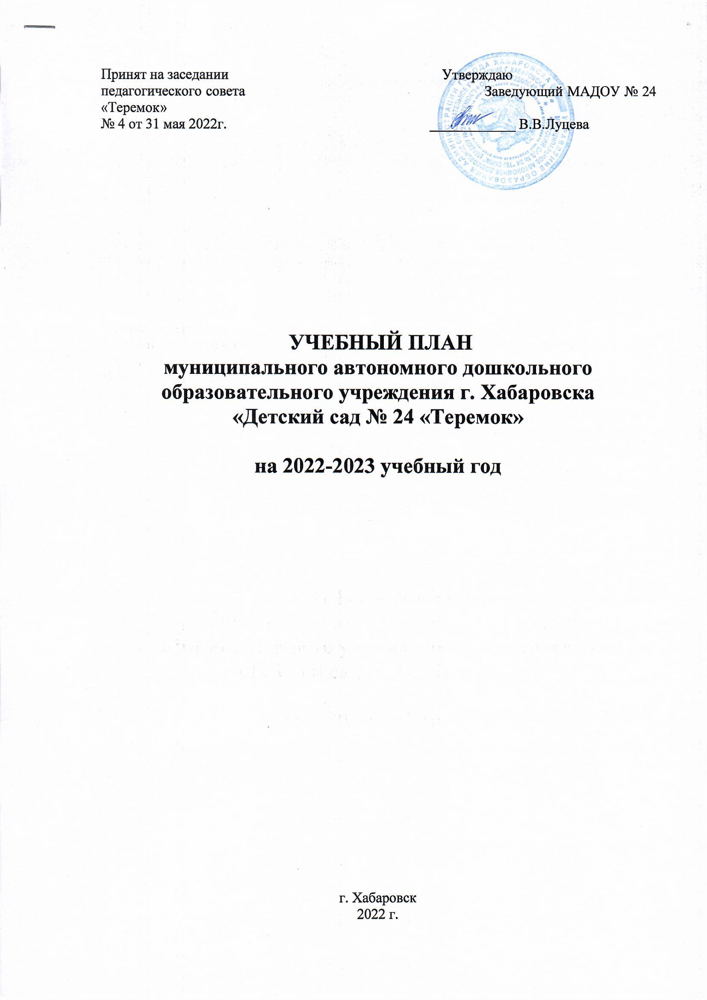 Принят на заседании
педагогического совета
«Теремок»
№ 4 от 31 мая 2022г.
Утверждаю
Заведующий МАДОУ № 24
В.В.Луцева
УЧЕБНЫЙ ПЛАН
муниципального автономного дошкольного
образовательного учреждения г. Хабаровска
«Детский сад № 24 «Теремок»
на 2022-2023 учебный год
г. Хабаровск
2022 г.